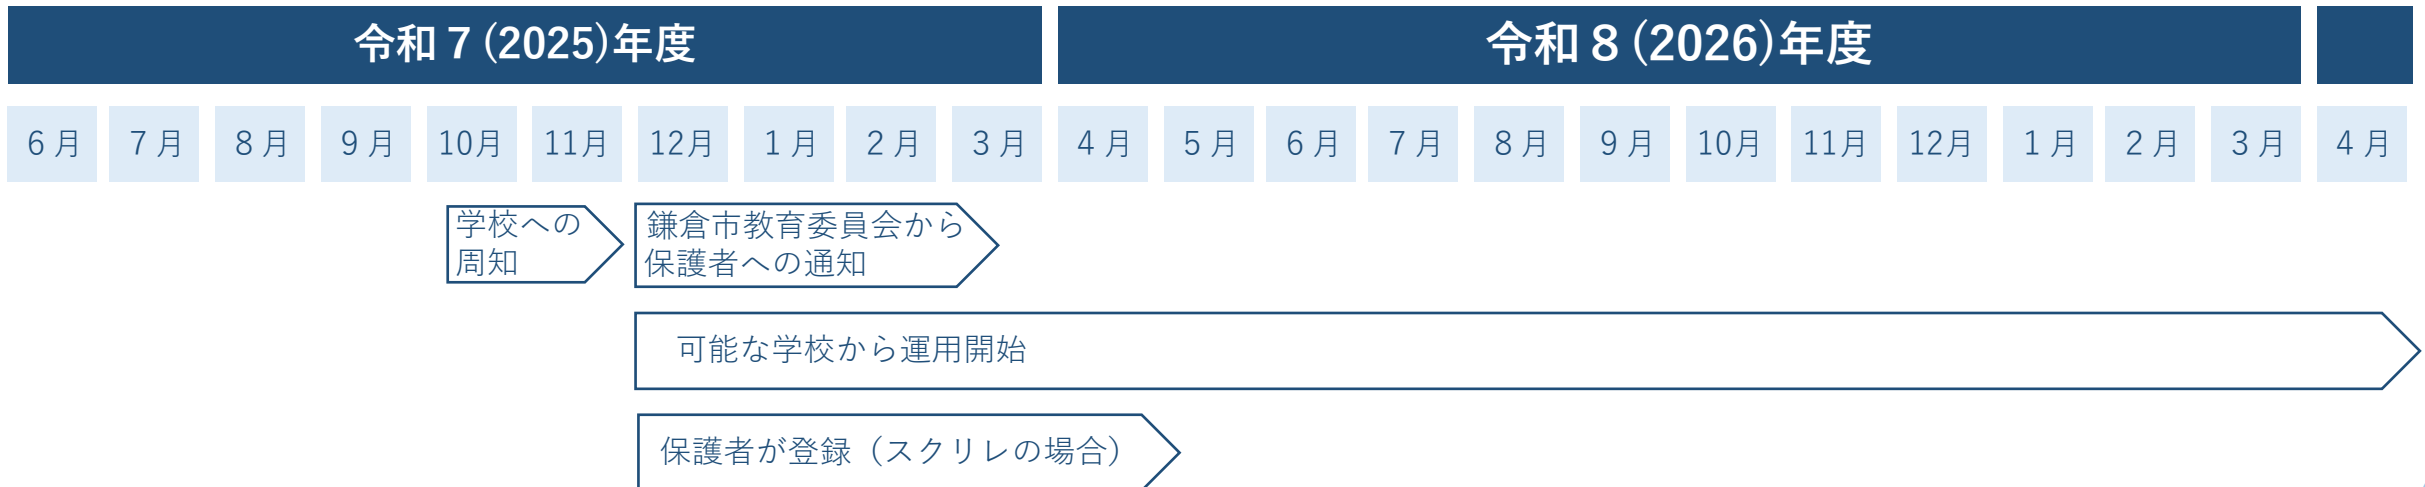 令和７(2025)年度
令和８(2026)年度
６月 ７月 ８月 ９月 10月 11月 12月 １月 ２月 ３月 ４月 ５月 ６月 ７月 ８月 ９月 10月 11月 12月 １月 ２月 ３月 ４月
学校への
周知
鎌倉市教育委員会から
保護者への通知
可能な学校から運用開始
保護者が登録（スクリレの場合）